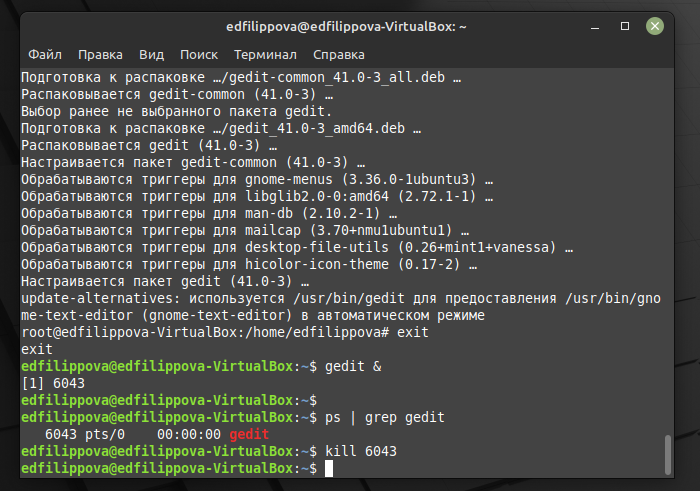 edfilippova@edfilippova-VirtualBox: ~
Файл Правка Вид Поиск Терминал Справка
Подготовка к распаковке …/gedit-common_41.0-3_all.deb …
Распаковывается gedit-common (41.0-3) …
Выбор ранее не выбранного пакета gedit.
Подготовка к распаковке …/gedit_41.0-3_amd64.deb …
Распаковывается gedit (41.0-3) …
Настраивается пакет gedit-common (41.0-3) …
Обрабатываются триггеры для gnome-menus (3.36.0-1ubuntu3) …
Обрабатываются триггеры для libglib2.0-0:amd64 (2.72.1-1) …
Обрабатываются триггеры для man-db (2.10.2-1) …
Обрабатываются триггеры для mailcap (3.70+nmu1ubuntu1) …
Обрабатываются триггеры для desktop-file-utils (0.26+mint1+vanessa) …
Обрабатываются триггеры для hicolor-icon-theme (0.17-2) …
Настраивается пакет gedit (41.0-3) …
update-alternatives: используется /usr/bin/gedit для предоставления /usr/bin/gno
me-text-editor (gnome-text-editor) в автоматическом режиме
root@edfilippova-VirtualBox:/home/edfilippova# exit
exit
edfilippova@edfilippova-VirtualBox:~$ gedit &
[1] 6043
edfilippova@edfilippova-VirtualBox:~$
edfilippova@edfilippova-VirtualBox:~$ ps | grep gedit
   6043 pts/0    00:00:00 gedit
edfilippova@edfilippova-VirtualBox:~$ kill 6043
edfilippova@edfilippova-VirtualBox:~$